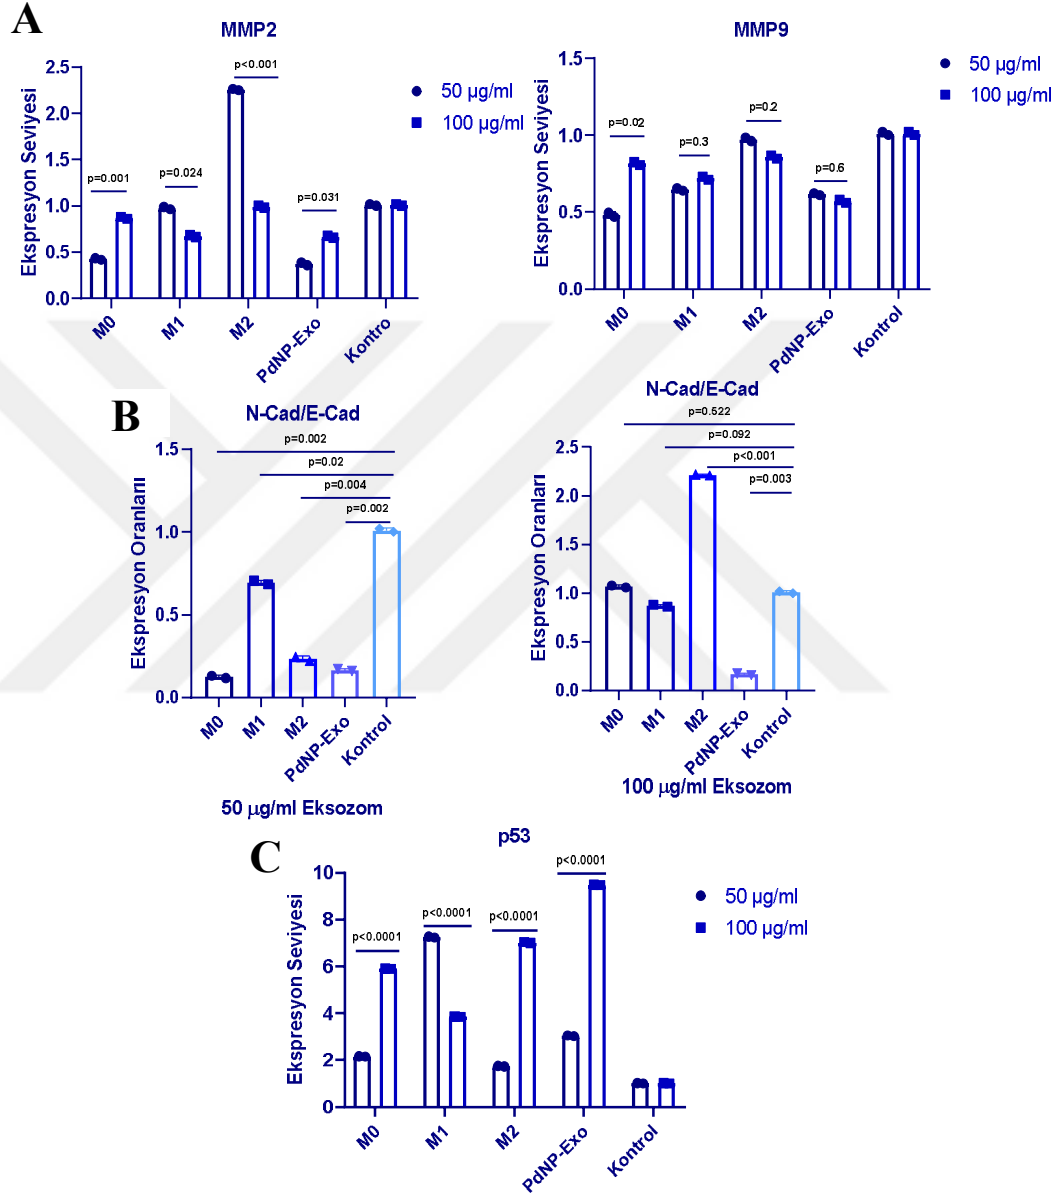 A
MMP2
Ekspresyon Seviyesi
2.5
2.0
1.5
1.0
0.5
0.0
p=0.001
p=0.024
p<0.001
p=0.031
M0
M1
M2
PdNP-Exo
Kontro
50 µg/ml
100 µg/ml
MMP9
Ekspresyon Seviyesi
1.5
1.0
0.5
0.0
p=0.02
p=0.3
p=0.2
p=0.6
M0
M1
M2
PdNP-Exo
Kontrol
50 µg/ml
100 µg/ml
B
N-Cad/E-Cad
Ekspresyon Oranlarıı
1.5
1.0
0.5
0.0
p=0.002
p=0.02
p=0.004
p=0.002
M0
M1
M2
PdNP-Exo
Kontrol
50 µg/ml Eksozom
N-Cad/E-Cad
Ekspresyon Oranları
2.5
2.0
1.5
1.0
0.5
0.0
p=0.522
p=0.092
p<0.001
p=0.003
M0
M1
M2
PdNP-Exo
Kontrol
100 µg/ml Eksozom
C
p53
Ekspresyon Seviyesi
10
8
6
4
2
0
p<0.0001
p<0.0001
p<0.0001
p<0.0001
M0
M1
M2
PdNP-Exo
Kontrol
50 µg/ml
100 µg/ml